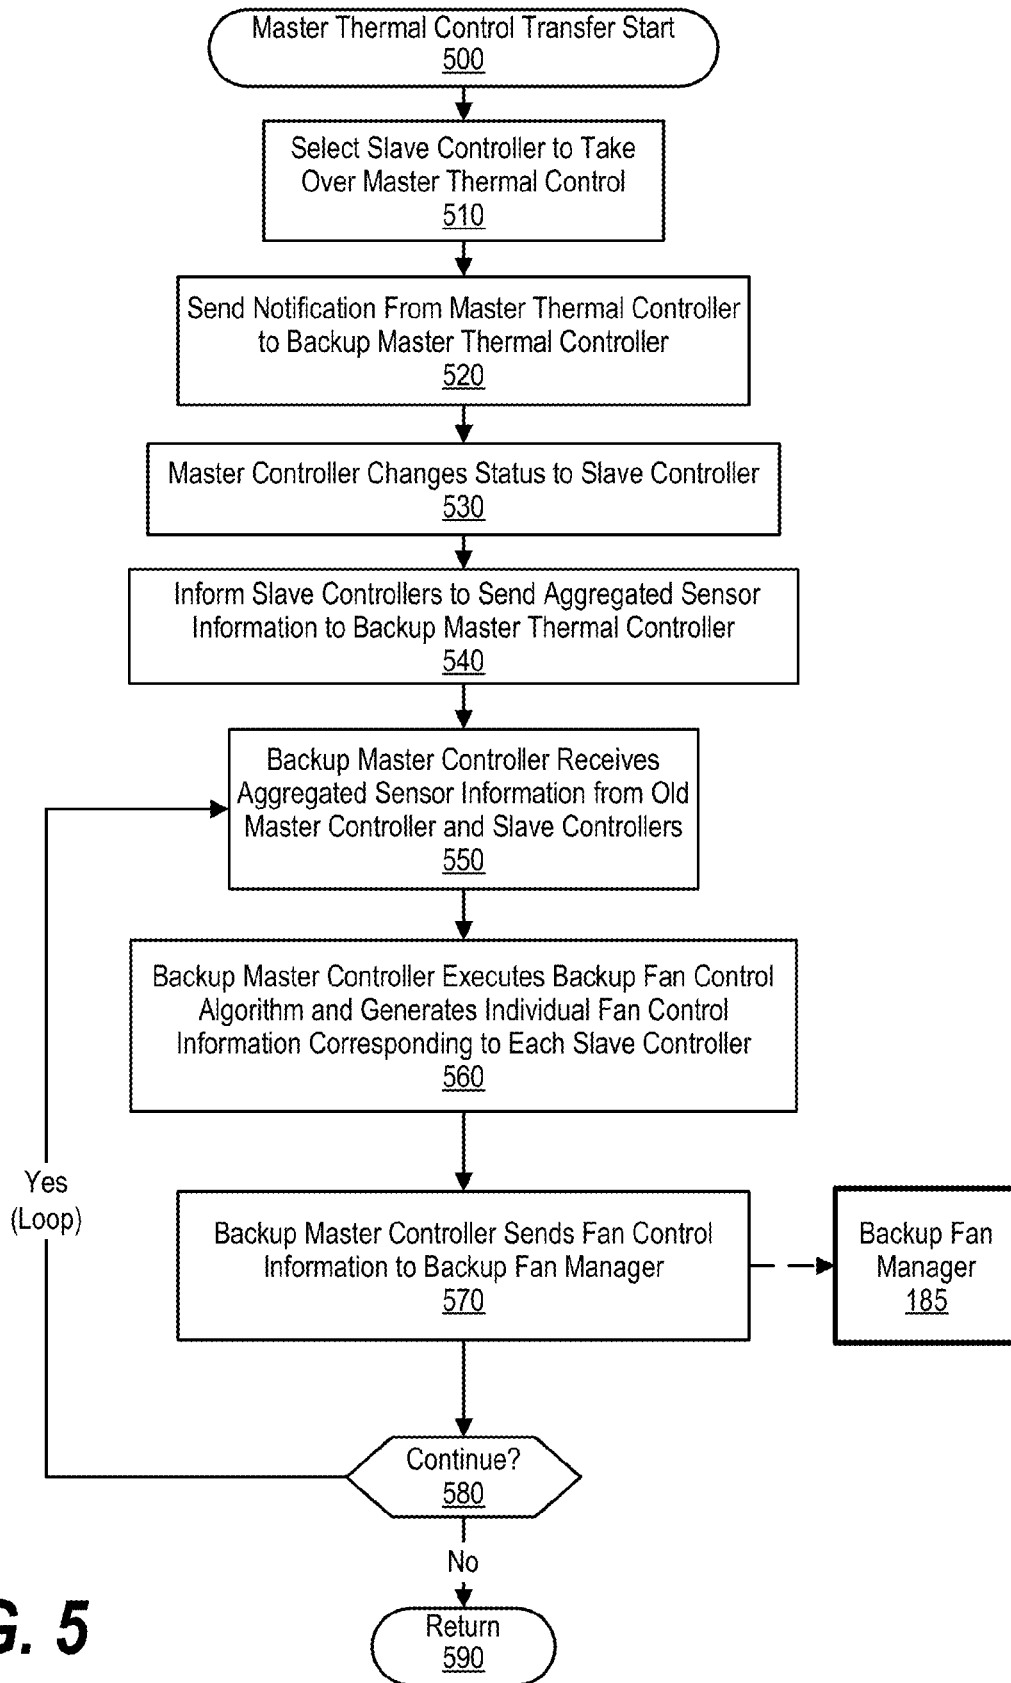 Master Thermal Control Transfer Start
500
Select Slave Controller to Take
Over Master Thermal Control
510
Send Notification From Master Thermal Controller
to Backup Master Thermal Controller
520
Master Controller Changes Status to Slave Controller
530
Inform Slave Controllers to Send Aggregated Sensor
Information to Backup Master Thermal Controller
540
Backup Master Controller Receives
Aggregated Sensor Information from Old
Master Controller and Slave Controllers
550
Backup Master Controller Executes Backup Fan Control
Algorithm and Generates Individual Fan Control
Information Corresponding to Each Slave Controller
560
Yes
(Loop)
Backup Master Controller Sends Fan Control
Information to Backup Fan Manager
570
Backup Fan
Manager
185
Continue?
580
No
Return
590
G. 5